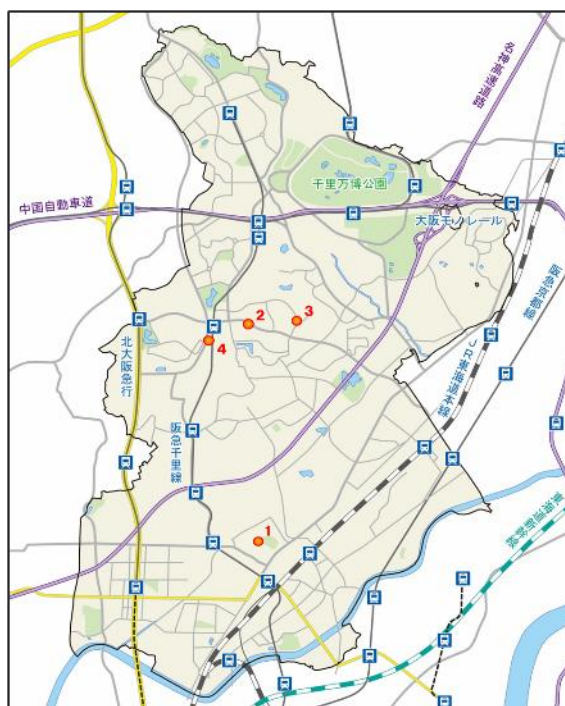 名神高速道路
千里万博公園
中国自動車道
大阪モノレール
阪急京都線
3
2
4
北大阪急行
JR東海道本線
阪急千里線
東海道新幹線
1